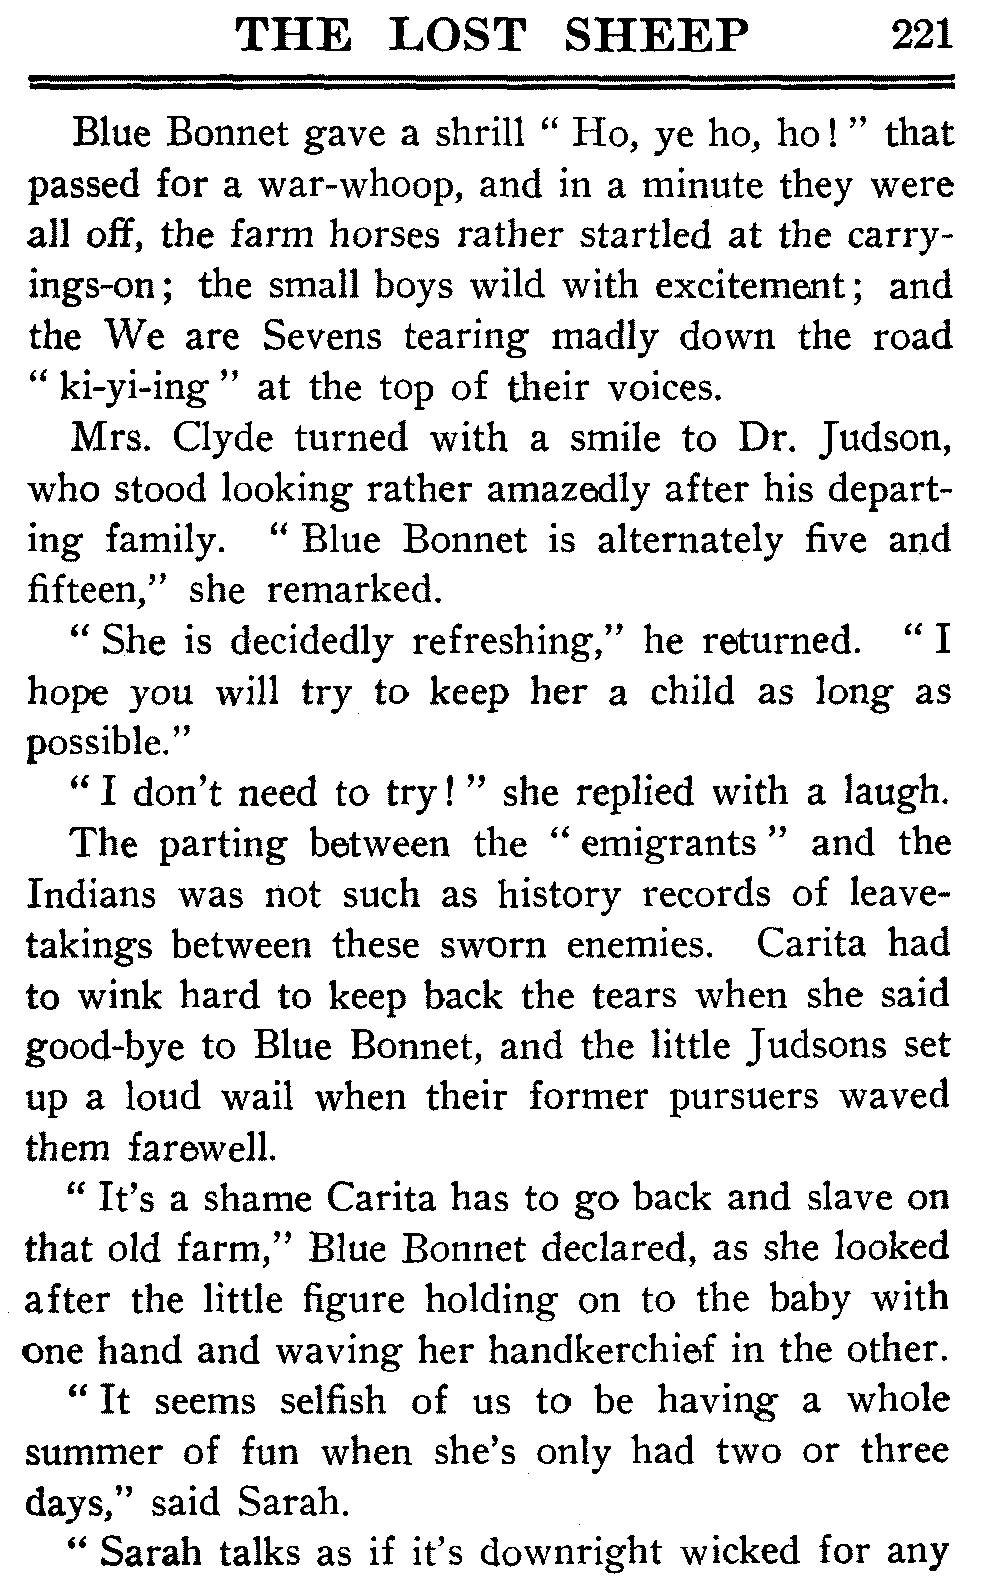 THE LOST SHEEP 221
Blue Bonnet gave a shrill “ Ho, ye ho, ho! ” that
passed for a war-whoop, and in a minute they were
all off, the farm horses rather startled at the carry-
ings-on; the small boys wild with excitement; and
the We are Sevens tearing madly down the road
“ ki-yi-ing ” at the top of their voices.
Mrs. Clyde turned with a smile to Dr. Judson,
who stood looking rather amazedly after his depart-
ing family. “ Blue Bonnet is alternately five and
fifteen,” she remarked.
“ She is decidedly refreshing,” he returned. “ I
hope you will try to keep her a child as long as
possible.”
“ I don't need to try! ” she replied with a laugh.
The parting between the “ emigrants ” and the
Indians was not such as history records of leave-
takings between these sworn enemies. Carita had
to wink hard to keep back the tears when she said
good-bye to Blue Bonnet, and the little Judsons set
up a loud wail when their former pursuers waved
them farewell.
“ It's a shame Carita has to go back and slave on
that old farm,” Blue Bonnet declared, as she looked
after the little figure holding on to the baby with
one hand and waving her handkerchief in the other.
“ It seems selfish of us to be having a whole
summer of fun when she's only had two or three
days,” said Sarah.
“ Sarah talks as if it's downright wicked for any